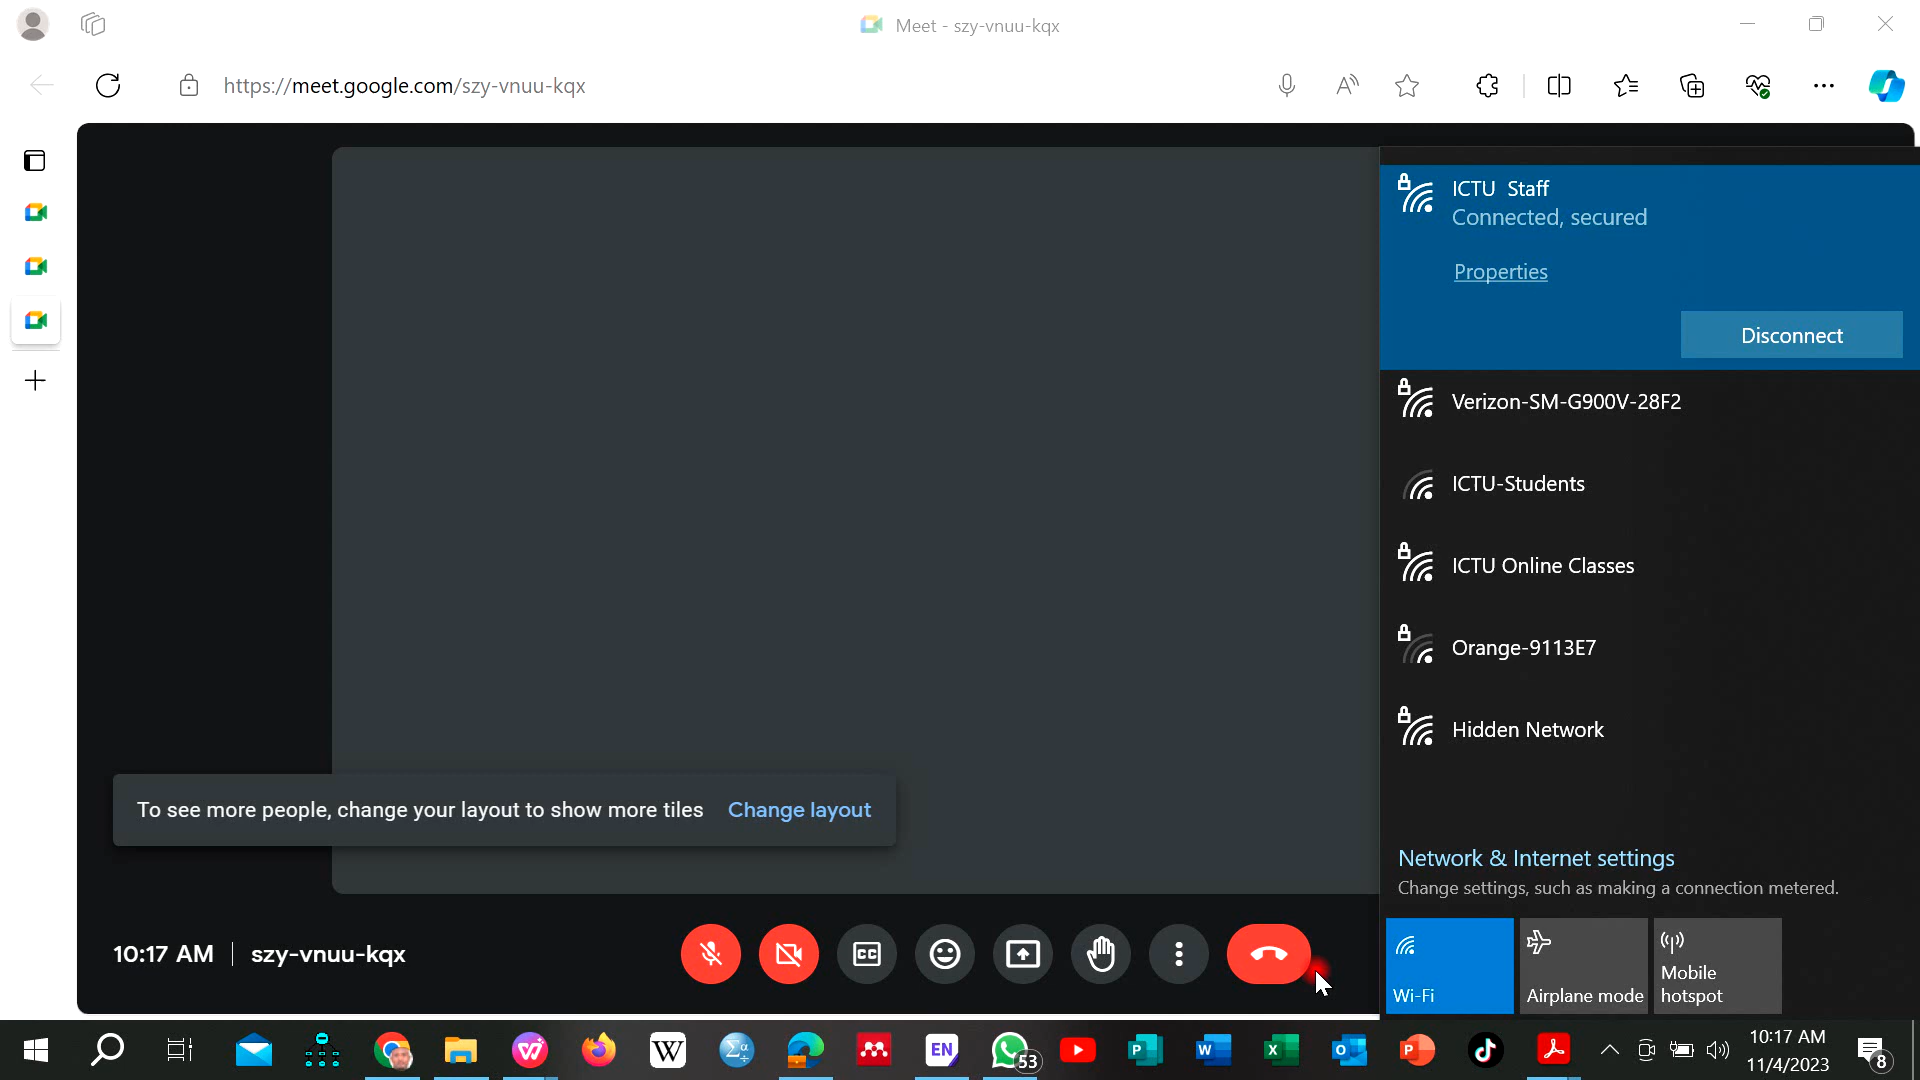 Meet - szy-vnuu-kqx
https://meet.google.com/szy-vnuu-kqx
ICTU Staff
Connected, secured
Properties
Disconnect
Verizon-SM-G900V-28F2
ICTU-Students
ICTU Online Classes
Orange-9113E7
Hidden Network
To see more people, change your layout to show more tiles Change layout
Network & Internet settings
Change settings, such as making a connection metered.
10:17 AM szy-vnuu-kqx
CC
Wi-Fi
Airplane mode
Mobile
hotspot
EN
53
10:17 AM
11/4/2023
8